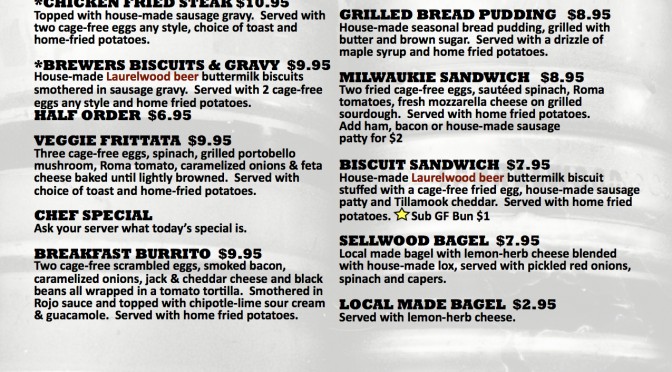 *CHICKEN FRIED STEAK $10.95
Topped with house-made sausage gravy. Served with
two cage-free eggs any style, choice of toast and
home-fried potatoes.
*BREWERS BISCUITS & GRAVY $9.95
House-made Laurelwood beer buttermilk biscuits
smothered in sausage gravy. Served with 2 cage-free
eggs any style and home fried potatoes.
HALF ORDER $6.95
VEGGIE FRITTATA $9.95
Three cage-free eggs, spinach, grilled portobello
mushroom, Roma tomato, caramelized onions & feta
cheese baked until lightly browned. Served with
choice of toast and home-fried potatoes.
CHEF SPECIAL
Ask your server what today's special is.
BREAKFAST BURRITO $9.95
Two cage-free scrambled eggs, smoked bacon,
caramelized onions, jack & cheddar cheese and black
beans all wrapped in a tomato tortilla. Smothered in
Rojo sauce and topped with chipotle-lime sour cream
& guacamole. Served with home fried potatoes.
GRILLED BREAD PUDDING $8.95
House-made seasonal bread pudding, grilled with
butter and brown sugar. Served with a drizzle of
maple syrup and home fried potatoes.
MILWAUKIE SANDWICH $8.95
Two fried cage-free eggs, sautéed spinach, Roma
tomatoes, fresh mozzarella cheese on grilled
sourdough. Served with home fried potatoes.
Add ham, bacon or house-made sausage
patty for $2
BISCUIT SANDWICH $7.95
House-made Laurelwood beer buttermilk biscuit
stuffed with a cage-free fried egg, house-made sausage
patty and Tillamook cheddar. Served with home fried
potatoes. Sub GF Bun $1
SELLWOOD BAGEL $7.95
Local made bagel with lemon-herb cheese blended
with house-made lox, served with pickled red onions,
spinach and capers.
LOCAL MADE BAGEL $2.95
Served with lemon-herb cheese.